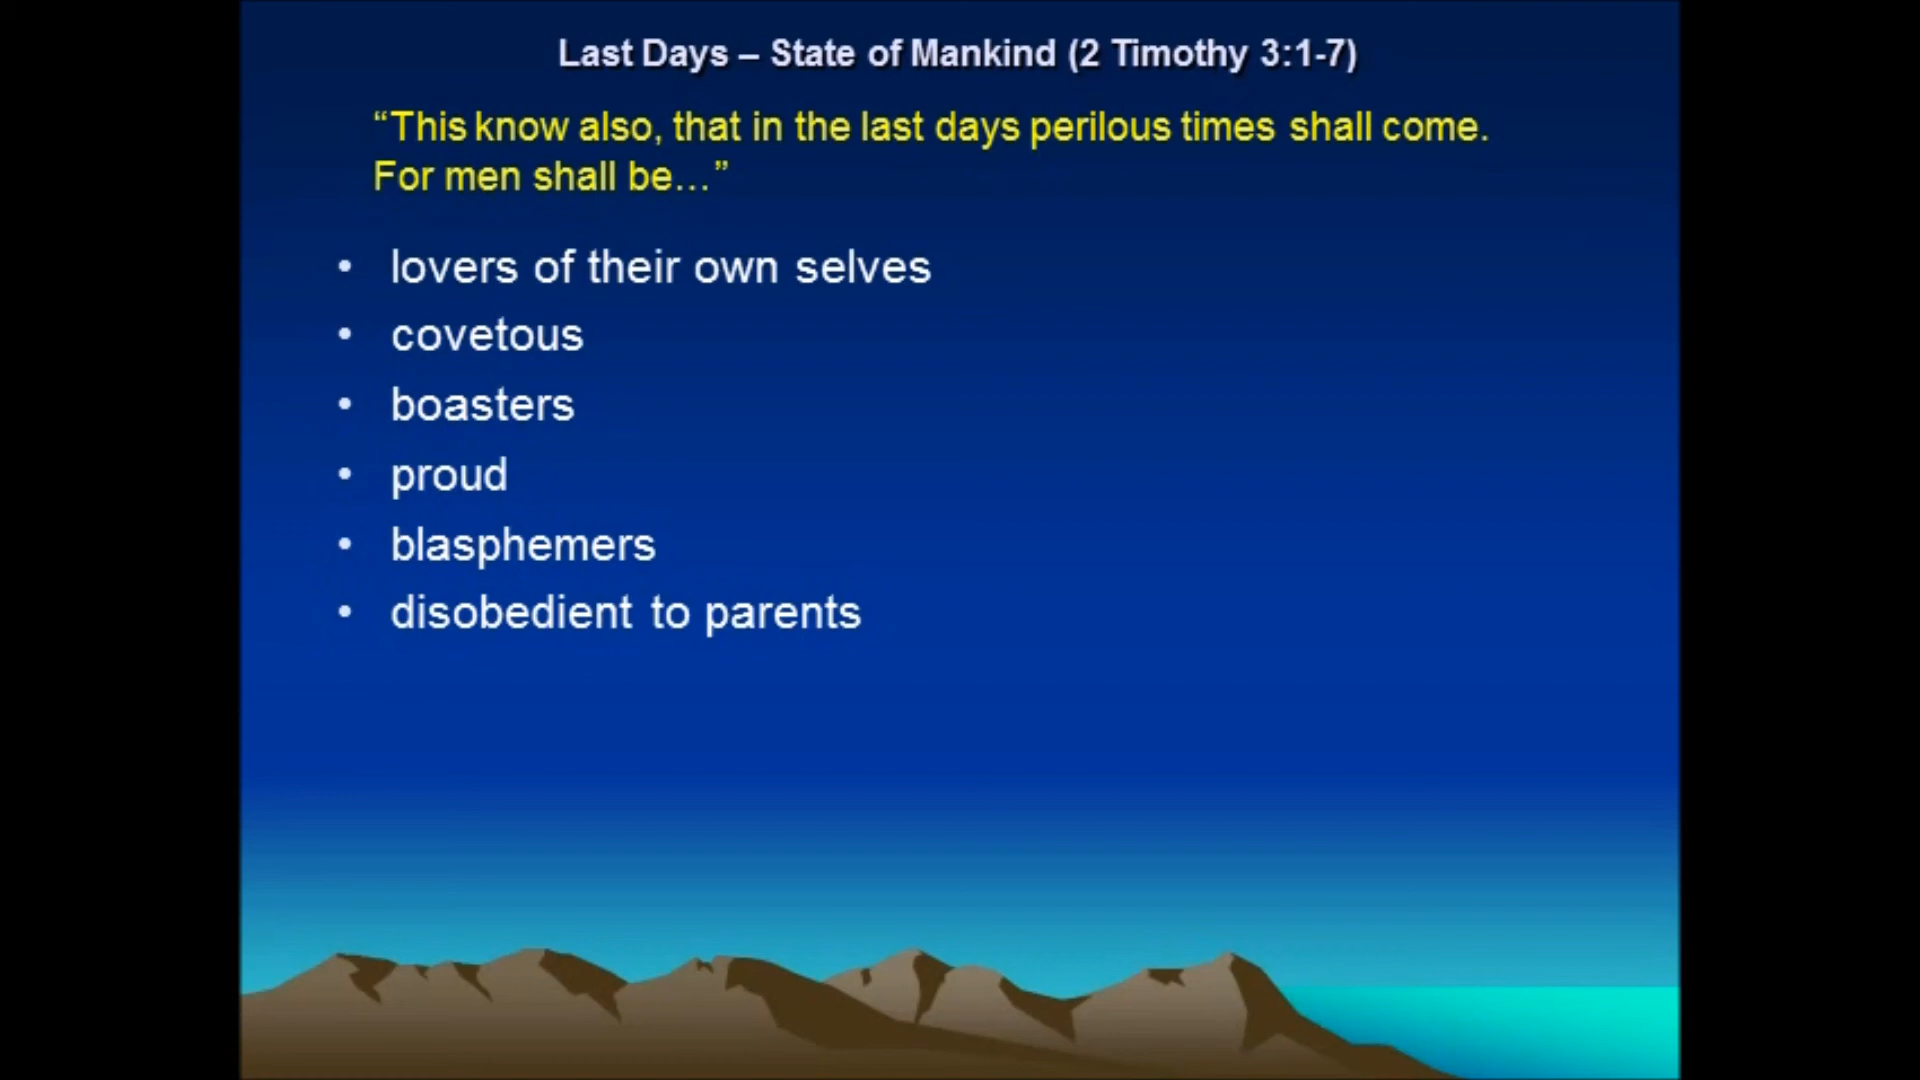 Last Days – State of Mankind (2 Timothy 3:1-7)
“This know also, that in the last days perilous times shall come.
For men shall be…”
• lovers of their own selves
• covetous
• boasters
• proud
• blasphemers
• disobedient to parents